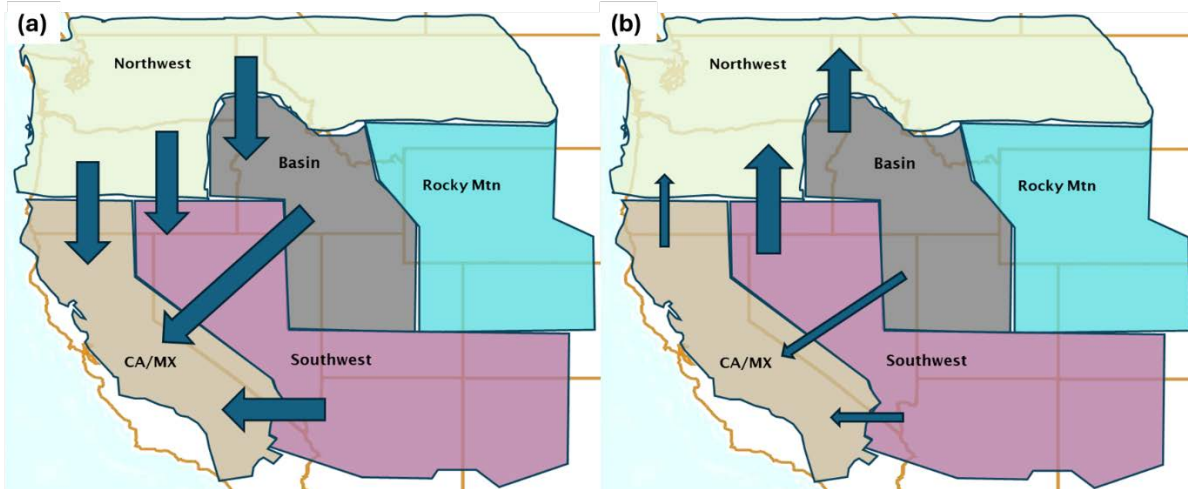 (a)
Northwest
Basin
Rocky Mtn
CA/MX
Southwest
(b)
Northwest
Basin
Rocky Mtn
CA/MX
Southwest